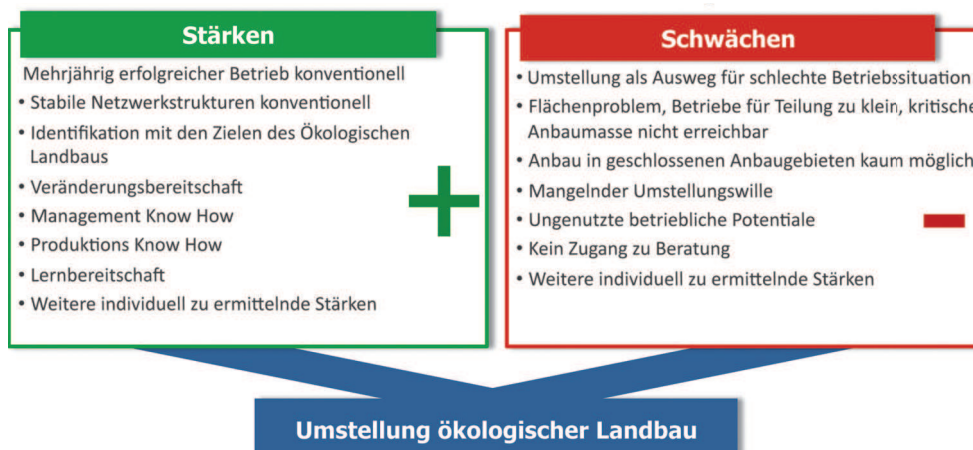 Stärken
Mehrjährig erfolgreicher Betrieb konventionell
• Stabile Netzwerkstrukturen konventionell
• Identifikation mit den Zielen des Ökologischen
Landbaus
• Veränderungsbereitschaft
• Management Know How
• Produktions Know How
• Lernbereitschaft
• Weitere individuell zu ermittelnde Stärken
Schwächen
• Umstellung als Ausweg für schlechte Betriebssituation
• Flächenproblem, Betriebe für Teilung zu klein, kritische
Anbaumasse nicht erreichbar
• Anbau in geschlossenen Anbaugebieten kaum möglich
• Mangelnder Umstellungswille
• Ungenutzte betriebliche Potentiale
• Kein Zugang zu Beratung
• Weitere individuell zu ermittelnde Stärken
Umstellung ökologischer Landbau